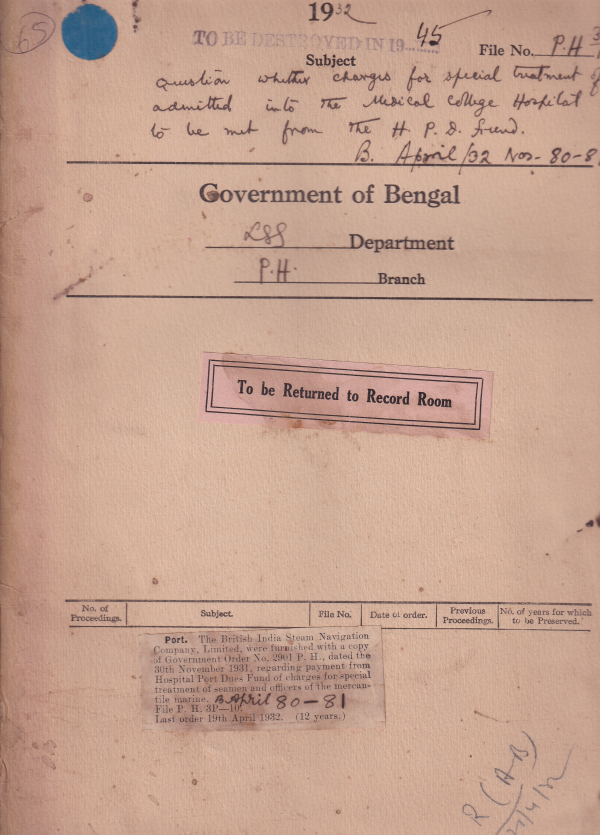 65
1932
TO BE DESTROYED IN 19 45
File No. P.H 3
Subject
Question whether charges for special treatment of
admitted into the Medical College Hospital
to be met from the H. P. D. fund.
B. April/32 Nos- 80-8
Government of Bengal
LSG Department
P.H. Branch
To be Returned to Record Room
No. of Proceedings. Subject. File No. Date of order. Previous Proceedings. No. of years for which to be Preserved.
Port. The British India Steam Navigation
Company, Limited, were furnished with a copy
of Government Order No. 2901 P. H., dated the
30th November 1931, regarding payment from
Hospital Port Dues Fund of charges for special
treatment of seamen and officers of the mercan-
tile marine. B April 80-81
File P. H. 3P—10
Last order 19th April 1932. (12 years.)
R (A-B)